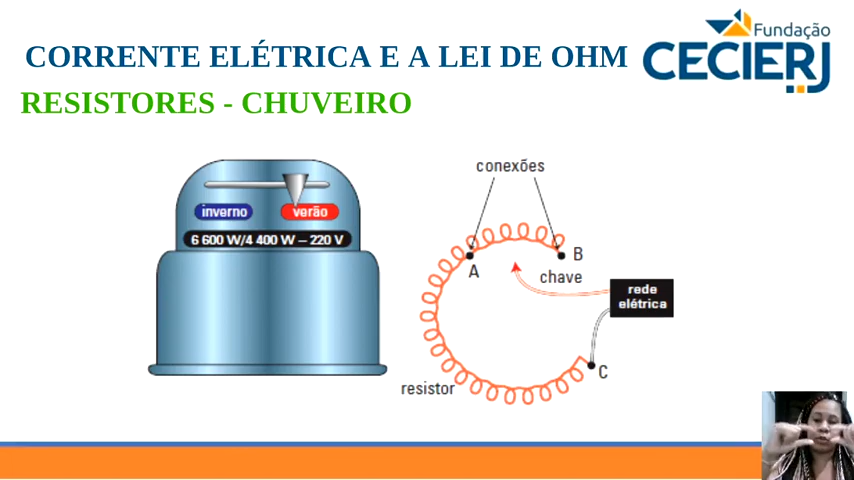 CORRENTE ELÉTRICA E A LEI DE OHM
Fundação
CECIERJ
RESISTORES - CHUVEIRO
inverno
verão
6 600 W/4 400 W – 220 V
conexões
A
B
chave
rede
elétrica
C
resistor